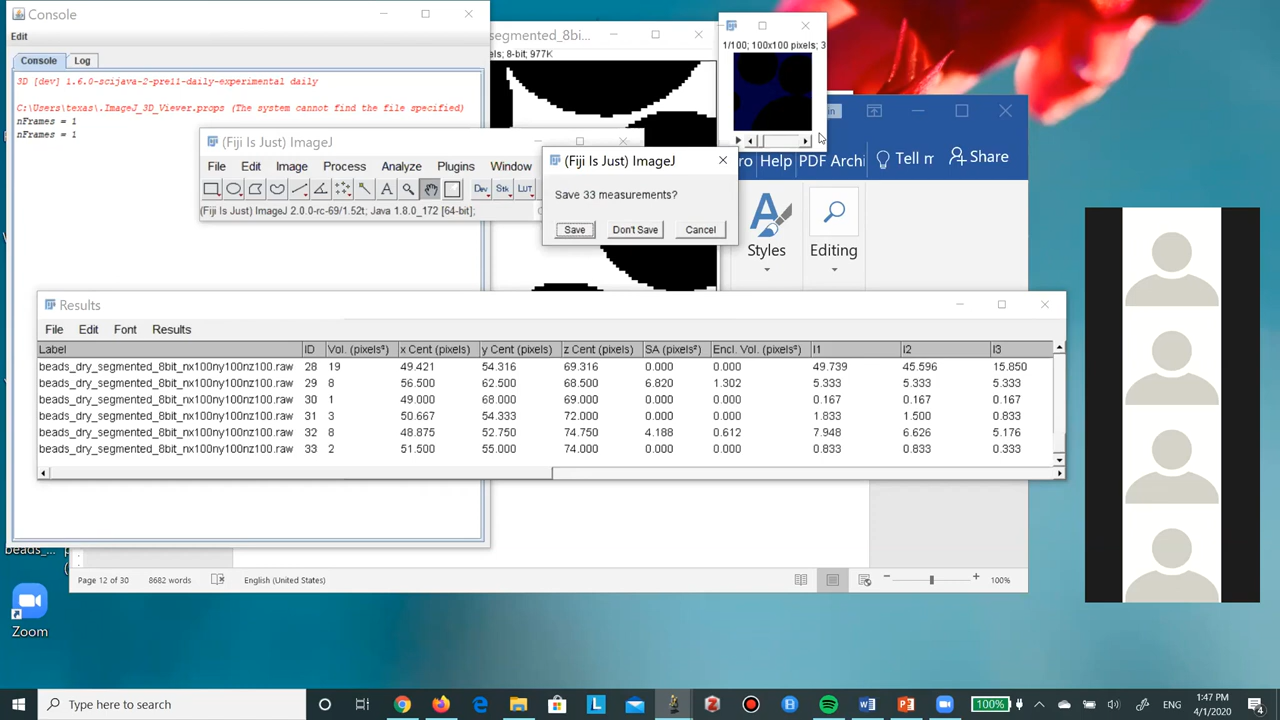 Console
Edit
Console Log
3D [dev] 1.6.0-scijava-2-pre11-daily-experimental daily
C:\Users\texas\.ImageJ 3D_Viewer.props (The system cannot find the file specified)
nFrames = 1
nFrames = 1
segmented_8bi...
els; 8-bit; 977K
1/100; 100x100 pixels; 3
(Fiji Is Just) ImageJ
File Edit Image Process Analyze Plugins Window
Dev Stk LUT
(Fiji Is Just) ImageJ 2.0.0-rc-69/1.52t; Java 1.8.0_172 [64-bit];
(Fiji Is Just) ImageJ
Save 33 measurements?
Save Don't Save Cancel
in
ro Help PDF Archi Tell m Share
Styles Editing
Results
File Edit Font Results
Label ID Vol. (pixels³) x Cent (pixels) y Cent (pixels) z Cent (pixels) SA (pixels²) Encl. Vol. (pixels³) I1 I2 I3
beads_dry_segmented_8bit_nx100ny100nz100.raw 28 19 49.421 54.316 69.316 0.000 0.000 49.739 45.596 15.850
beads_dry_segmented_8bit_nx100ny100nz100.raw 29 8 56.500 62.500 68.500 6.820 1.302 5.333 5.333 5.333
beads_dry_segmented_8bit_nx100ny100nz100.raw 30 1 49.000 68.000 69.000 0.000 0.000 0.167 0.167 0.167
beads_dry_segmented_8bit_nx100ny100nz100.raw 31 3 50.667 54.333 72.000 0.000 0.000 1.833 1.500 0.833
beads_dry_segmented_8bit_nx100ny100nz100.raw 32 8 48.875 52.750 74.750 4.188 0.612 7.948 6.626 5.176
beads_dry_segmented_8bit_nx100ny100nz100.raw 33 2 51.500 55.000 74.000 0.000 0.000 0.833 0.833 0.333
beads_...
Page 12 of 30 8682 words English (United States) 100%
Zoom
Type here to search
100% ENG
1:47 PM
4/1/2020